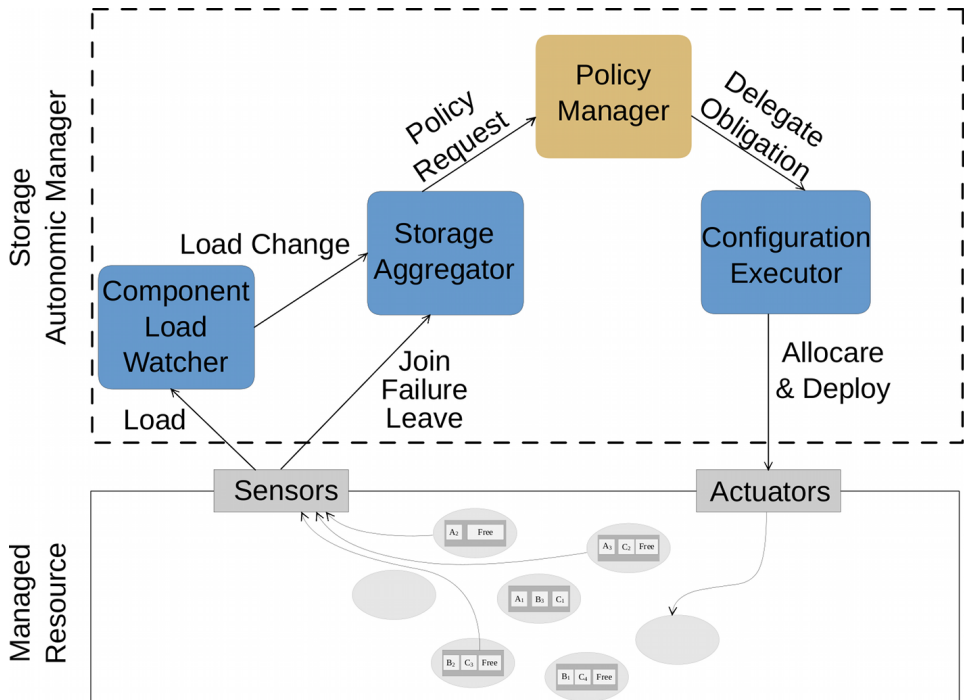 Storage
Autonomic Manager
Policy
Manager
Policy
Request
Delegate
Obligation
Storage
Aggregator
Configuration
Executor
Load Change
Component
Load
Watcher
Join
Failure
Leave
Allocare
& Deploy
Load
Sensors
Actuators
Managed
Resource
A2 Free
A3 C2 Free
A1 B3 C1
B2 C3 Free
B1 C4 Free